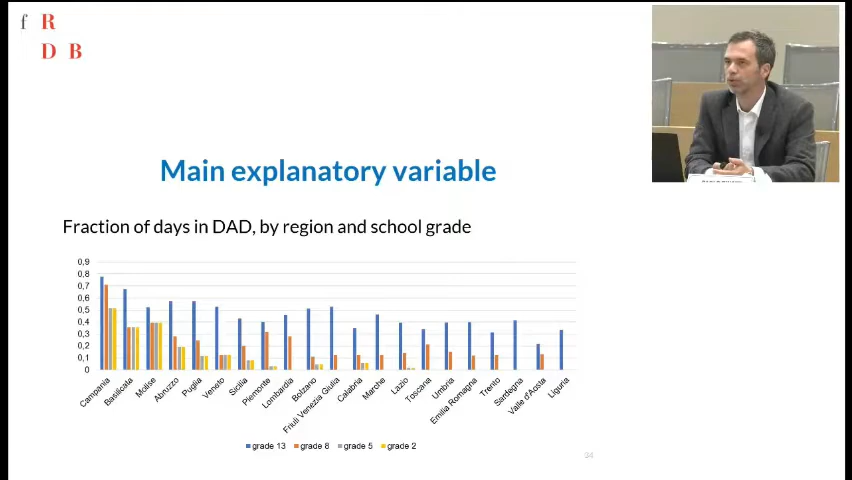 f R
D B
Main explanatory variable
Fraction of days in DAD, by region and school grade
0,9
0,8
0,7
0,6
0,5
0,4
0,3
0,2
0,1
0
Campania
Basilicata
Molise
Abruzzo
Puglia
Veneto
Sicilia
Piemonte
Lombardia
Bolzano
Friuli Venezia Giulia
Calabria
Marche
Lazio
Toscana
Umbria
Emilia Romagna
Trento
Sardegna
Valle d'Aosta
Liguria
grade 13 grade 8 grade 5 grade 2
34